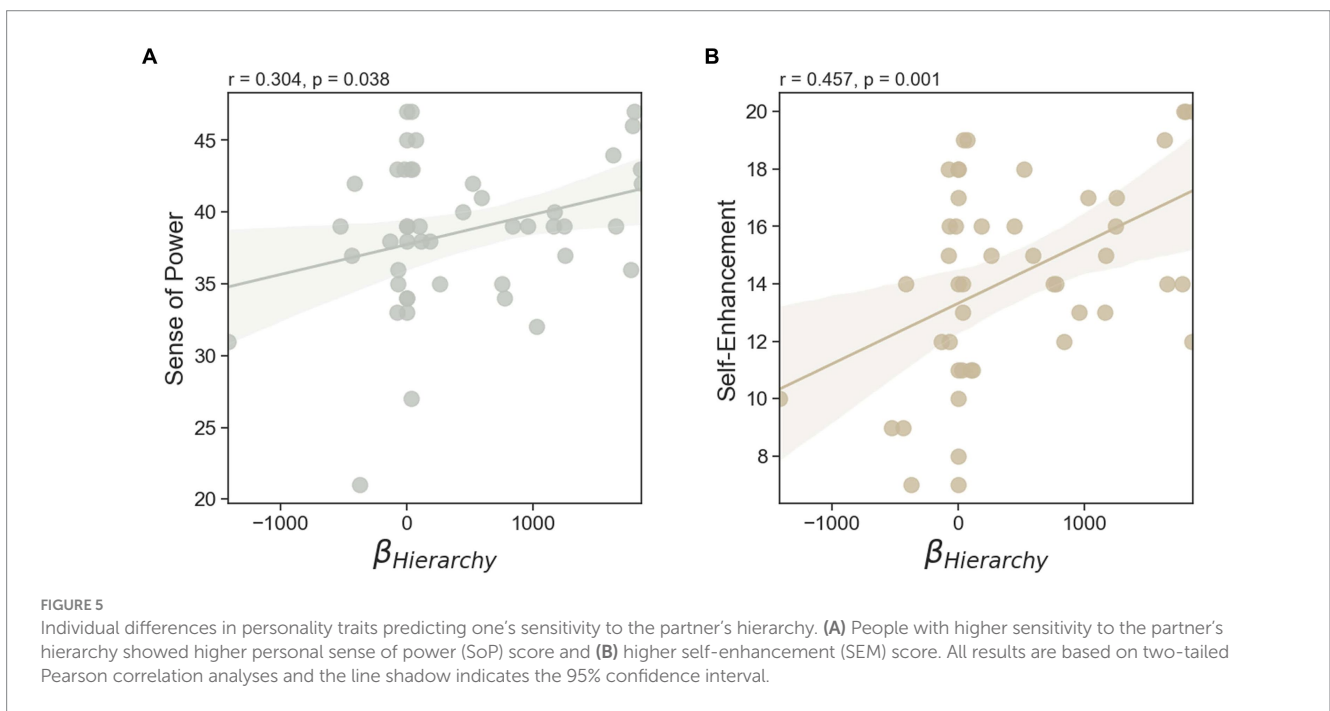 A
r = 0.304, p = 0.038
Sense of Power
45
40
35
30
25
20
−1000
0
1000
βHierarchy
B
r = 0.457, p = 0.001
Self-Enhancement
20
18
16
14
12
10
8
−1000
0
1000
βHierarchy
FIGURE 5
Individual differences in personality traits predicting one’s sensitivity to the partner’s hierarchy. (A) People with higher sensitivity to the partner’s
hierarchy showed higher personal sense of power (SoP) score and (B) higher self-enhancement (SEM) score. All results are based on two-tailed
Pearson correlation analyses and the line shadow indicates the 95% confidence interval.